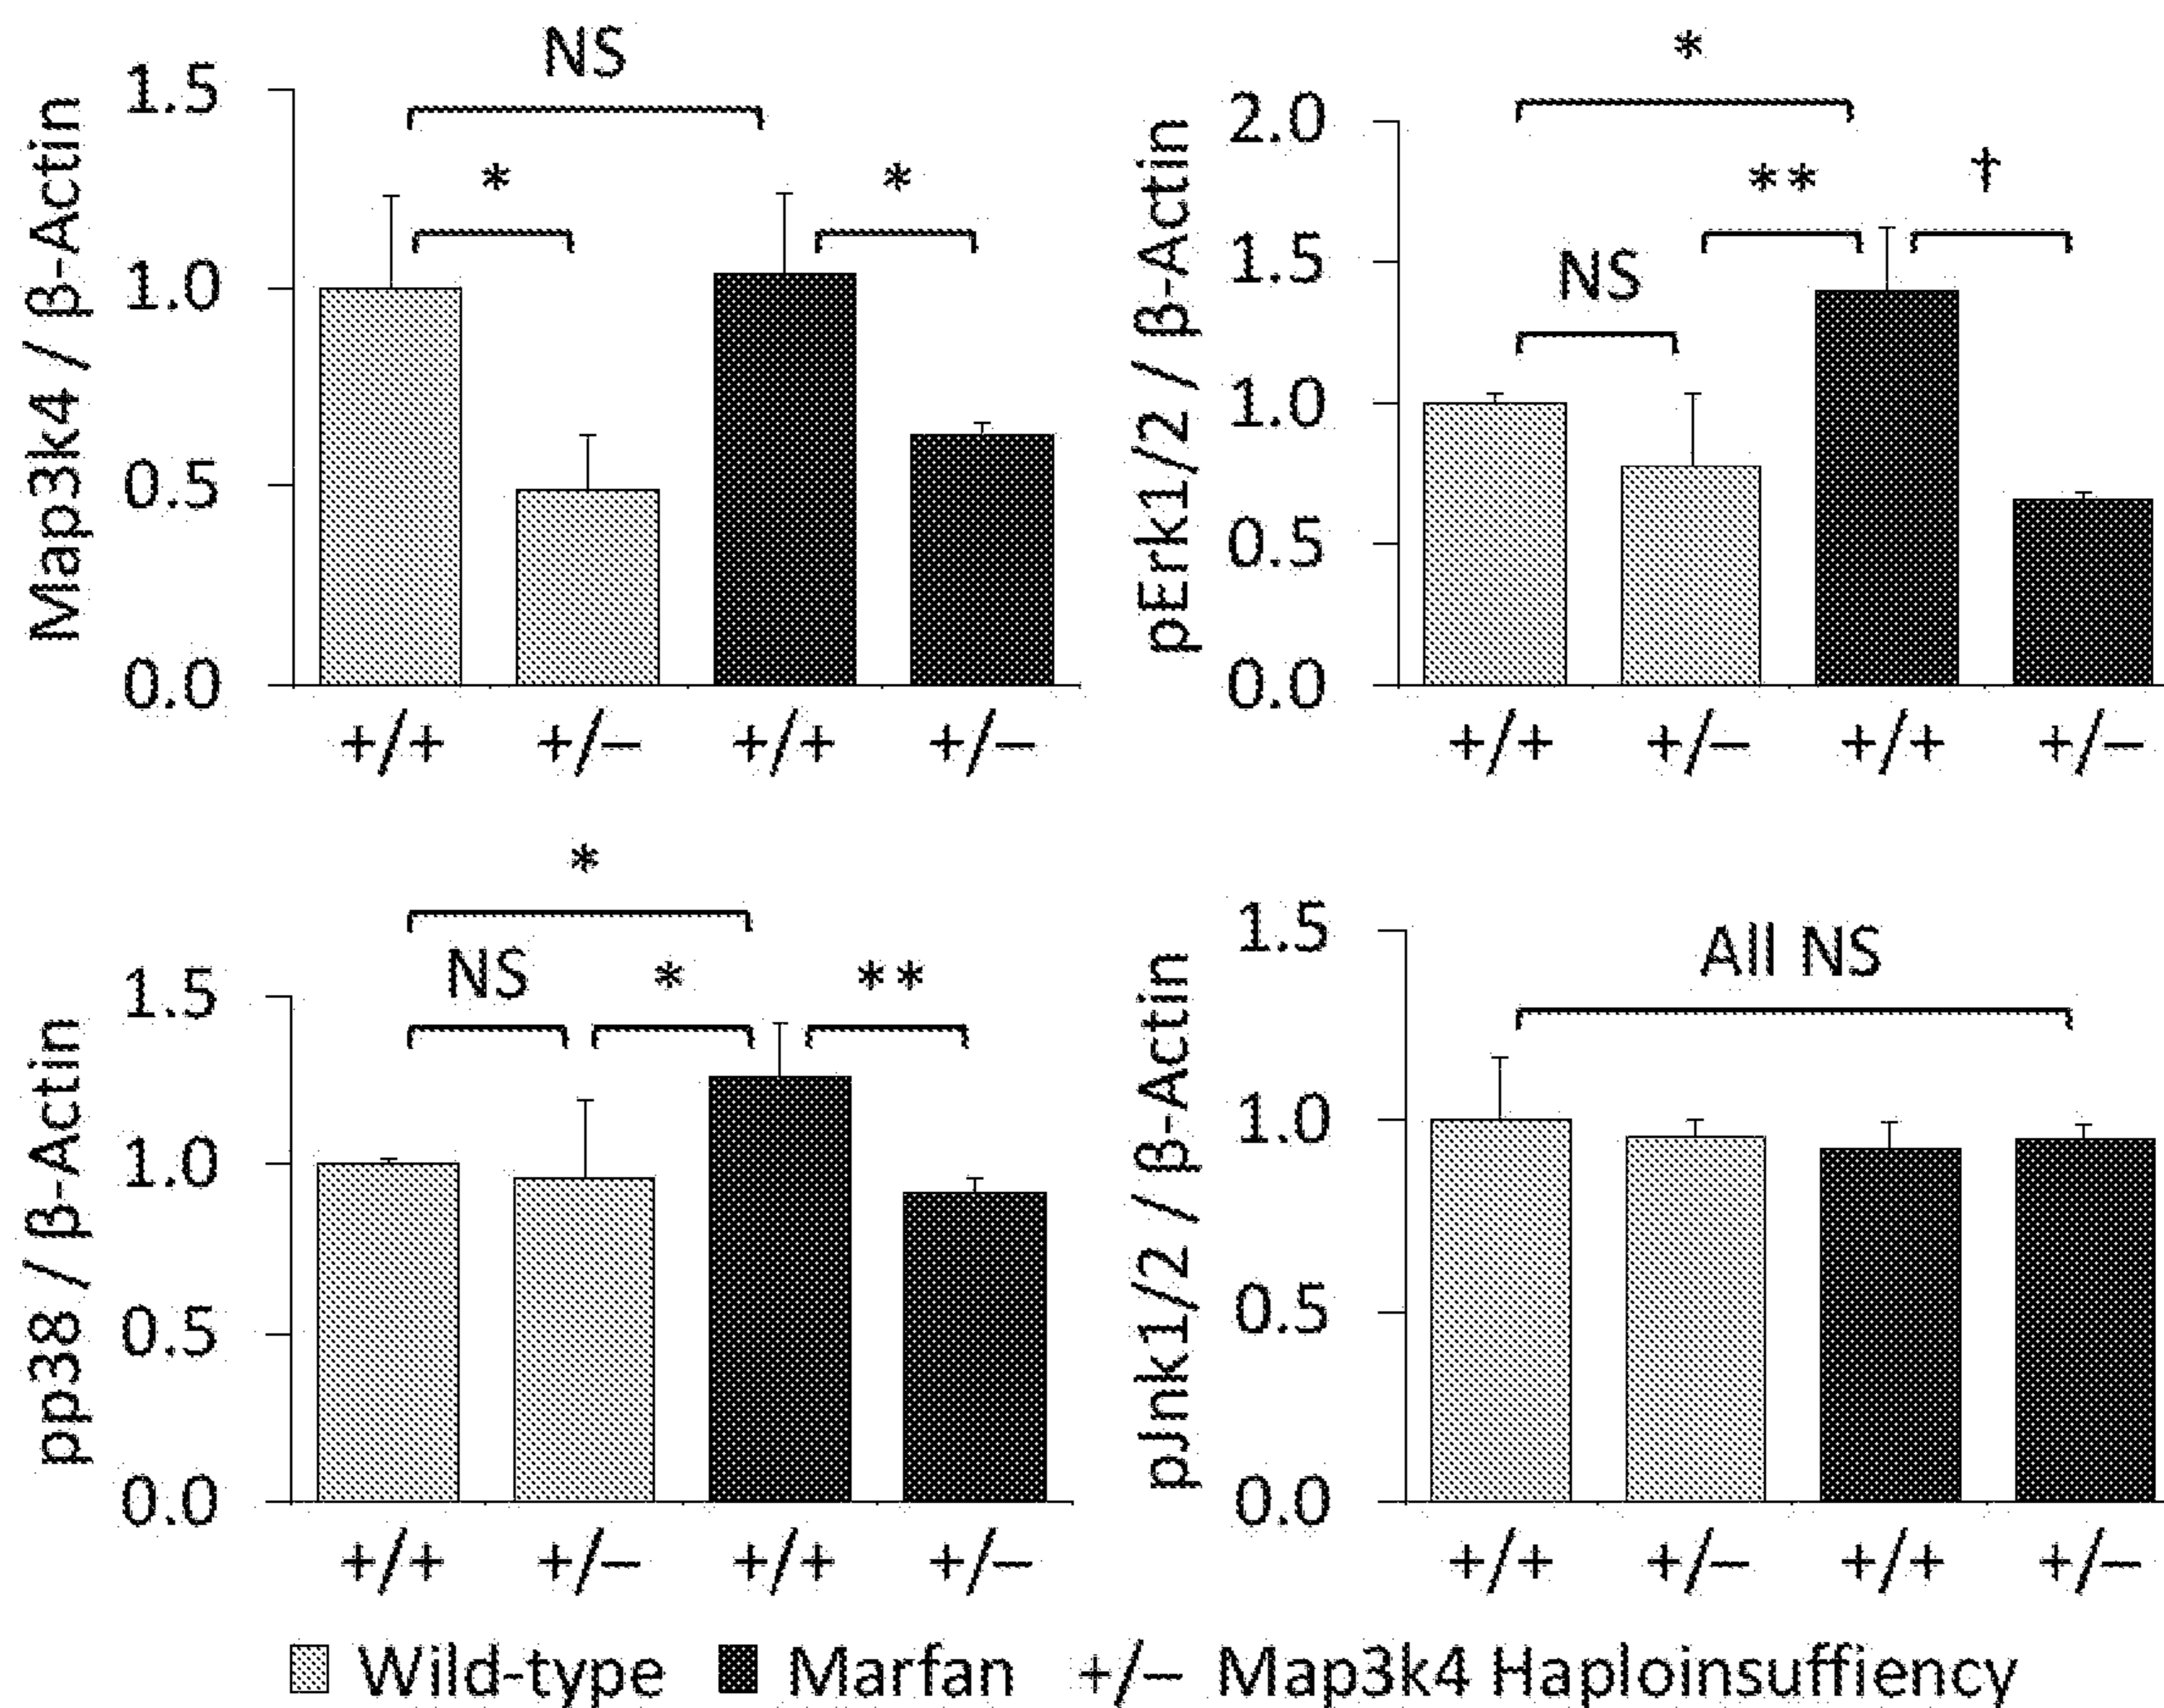 NS
* *
1.5
1.0
0.5
0.0
Map3k4 / β-Actin
+/+ +/– +/+ +/–
*
** †
NS
2.0
1.5
1.0
0.5
0.0
pErk1/2 / β-Actin
+/+ +/– +/+ +/–
*
NS * **
1.5
1.0
0.5
0.0
pp38 / β-Actin
+/+ +/– +/+ +/–
All NS
1.5
1.0
0.5
0.0
pJnk1/2 / β-Actin
+/+ +/– +/+ +/–
Wild-type Marfan +/– Map3k4 Haploinsuffiency